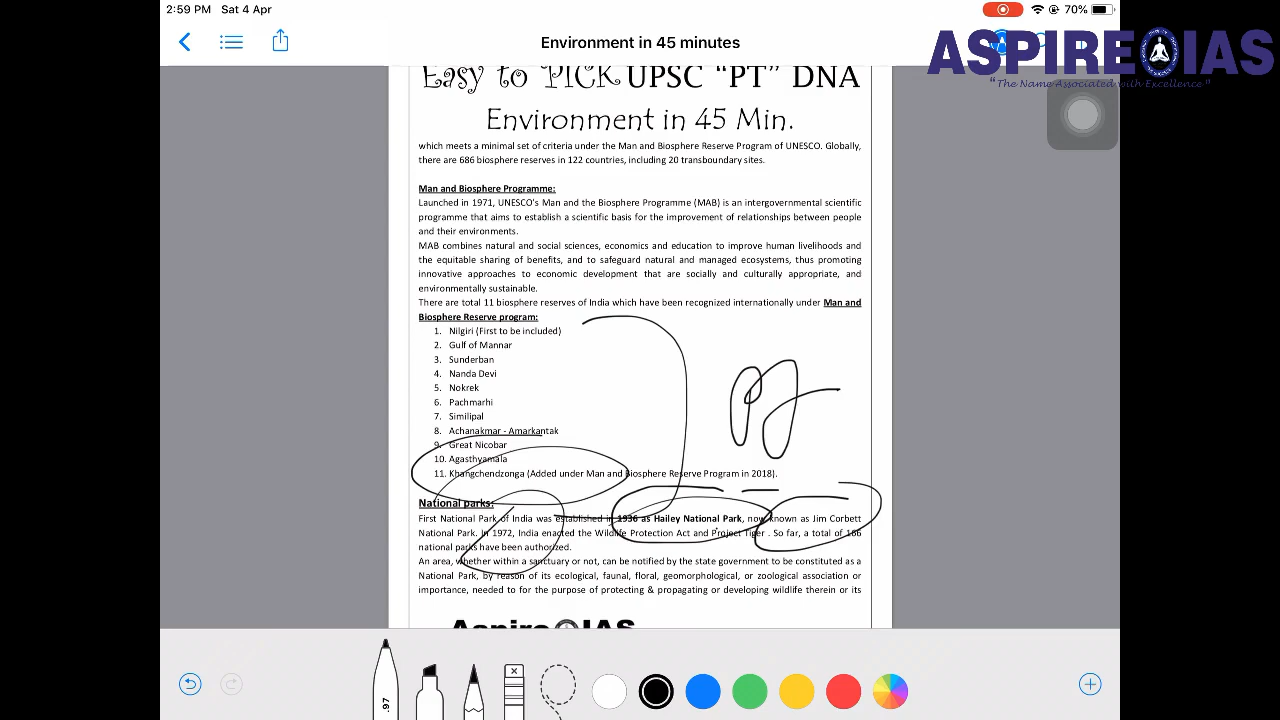 2:59 PM Sat 4 Apr
70%
Environment in 45 minutes
ASPIRE IAS
"The Name Associated with Excellence"
Easy to PICK UPSC “PT” DNA
Environment in 45 Min.
which meets a minimal set of criteria under the Man and Biosphere Reserve Program of UNESCO. Globally,
there are 686 biosphere reserves in 122 countries, including 20 transboundary sites.
Man and Biosphere Programme:
Launched in 1971, UNESCO's Man and the Biosphere Programme (MAB) is an intergovernmental scientific
programme that aims to establish a scientific basis for the improvement of relationships between people
and their environments.
MAB combines natural and social sciences, economics and education to improve human livelihoods and
the equitable sharing of benefits, and to safeguard natural and managed ecosystems, thus promoting
innovative approaches to economic development that are socially and culturally appropriate, and
environmentally sustainable.
There are total 11 biosphere reserves of India which have been recognized internationally under Man and
Biosphere Reserve program:
1. Nilgiri (First to be included)
2. Gulf of Mannar
3. Sunderban
4. Nanda Devi
5. Nokrek
6. Pachmarhi
7. Similipal
8. Achanakmar - Amarkantak
9. Great Nicobar
10. Agasthyamala
11. Khangchendzonga (Added under Man and Biosphere Reserve Program in 2018).
National parks:
First National Park of India was established in 1936 as Hailey National Park, now known as Jim Corbett
National Park. In 1972, India enacted the Wildlife Protection Act and Project Tiger . So far, a total of 166
national parks have been authorized.
An area, whether within a sanctuary or not, can be notified by the state government to be constituted as a
National Park, by reason of its ecological, faunal, floral, geomorphological, or zoological association or
importance, needed to for the purpose of protecting & propagating or developing wildlife therein or its
Aspire IAS
.97